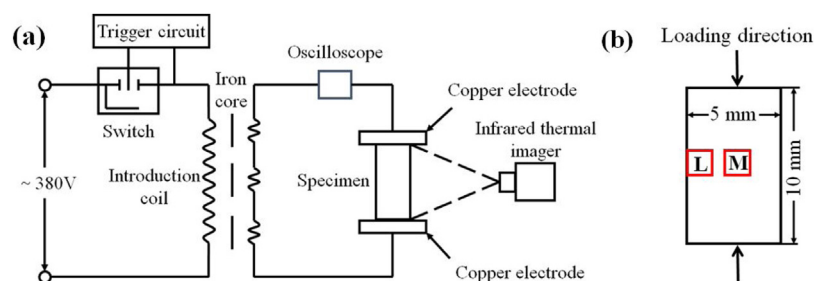 (a)
Trigger circuit
Switch
~ 380V
Introduction
coil
Iron
core
Oscilloscope
Specimen
Copper electrode
Infrared thermal
imager
Copper electrode
(b)
Loading direction
5 mm
L
M
10 mm